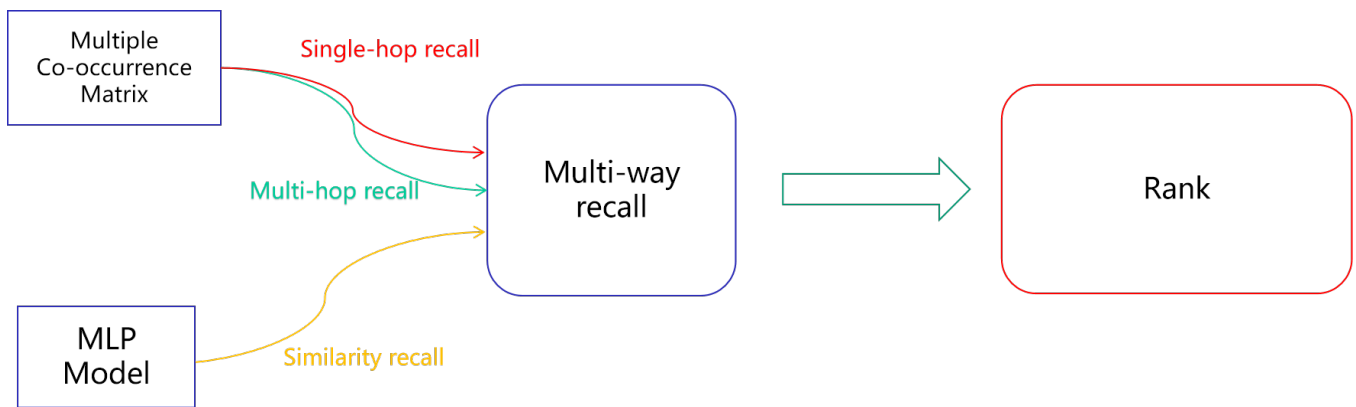 Multiple
Co-occurrence
Matrix
Single-hop recall
Multi-hop recall
Multi-way
recall
Rank
MLP
Model
Similarity recall